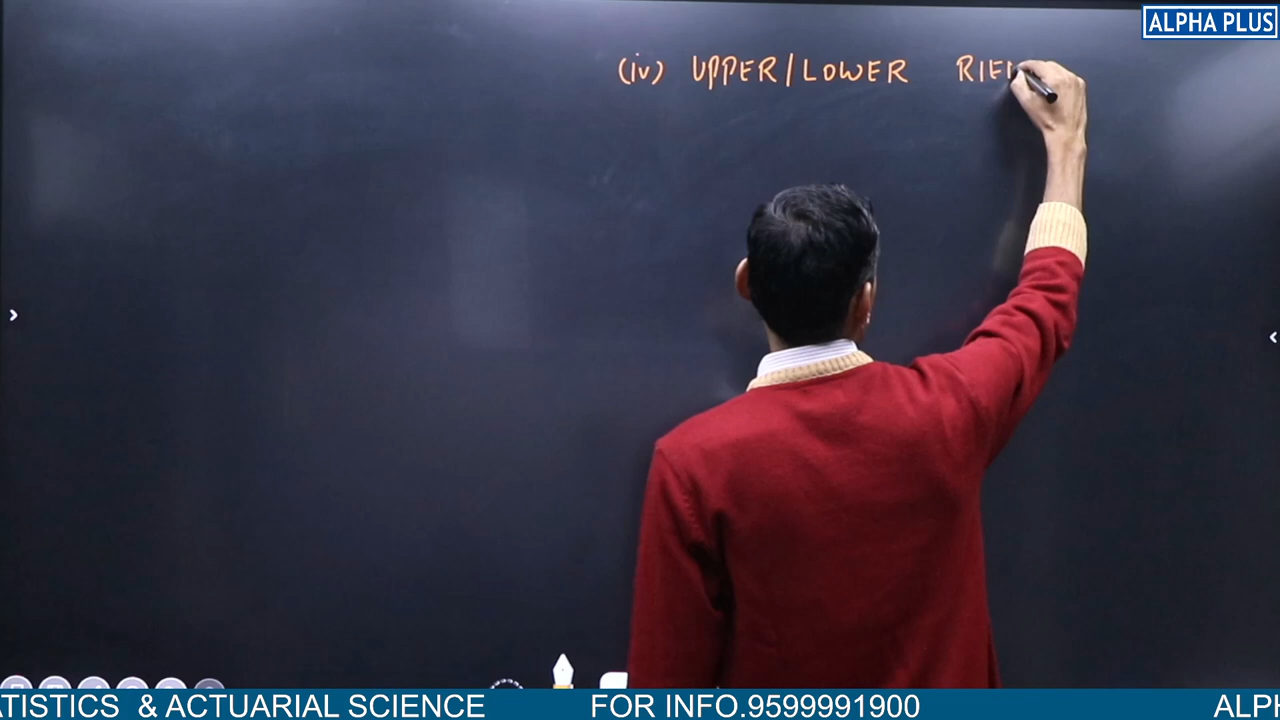 ALPHA PLUS
(iv) UPPER/LOWER RIE
ATISTICS & ACTUARIAL SCIENCE FOR INFO.9599991900 ALPH